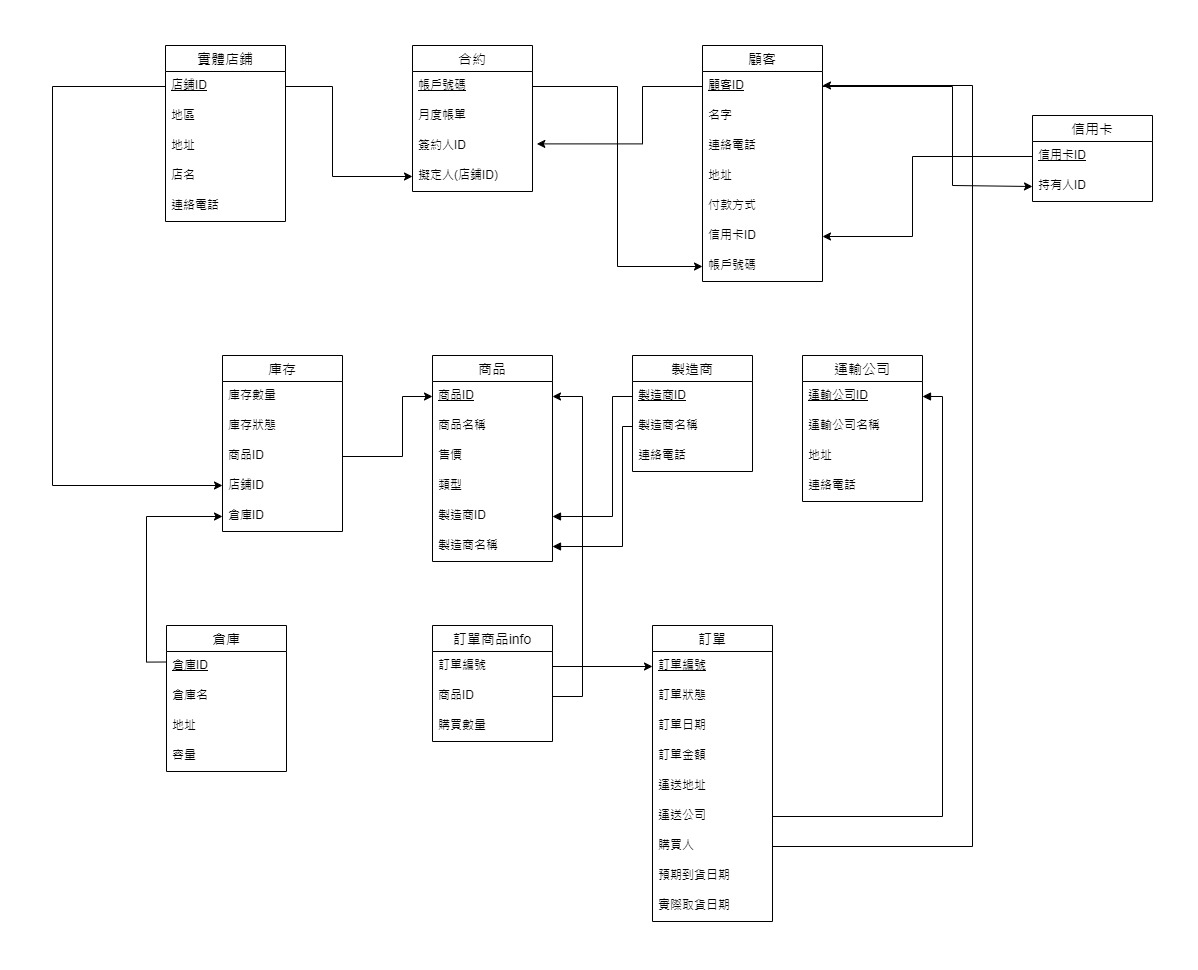 實體店鋪
店鋪ID
地區
地址
店名
連絡電話
合約
帳戶號碼
月度帳單
簽約人ID
擬定人(店鋪ID)
顧客
顧客ID
名字
連絡電話
地址
付款方式
信用卡ID
帳戶號碼
信用卡
信用卡ID
持有人ID
庫存
庫存數量
庫存狀態
商品ID
店鋪ID
倉庫ID
商品
商品ID
商品名稱
售價
類型
製造商ID
製造商名稱
製造商
製造商ID
製造商名稱
連絡電話
運輸公司
運輸公司ID
運輸公司名稱
地址
連絡電話
倉庫
倉庫ID
倉庫名
地址
容量
訂單商品info
訂單編號
商品ID
購買數量
訂單
訂單編號
訂單狀態
訂單日期
訂單金額
運送地址
運送公司
購買人
預期到貨日期
實際取貨日期